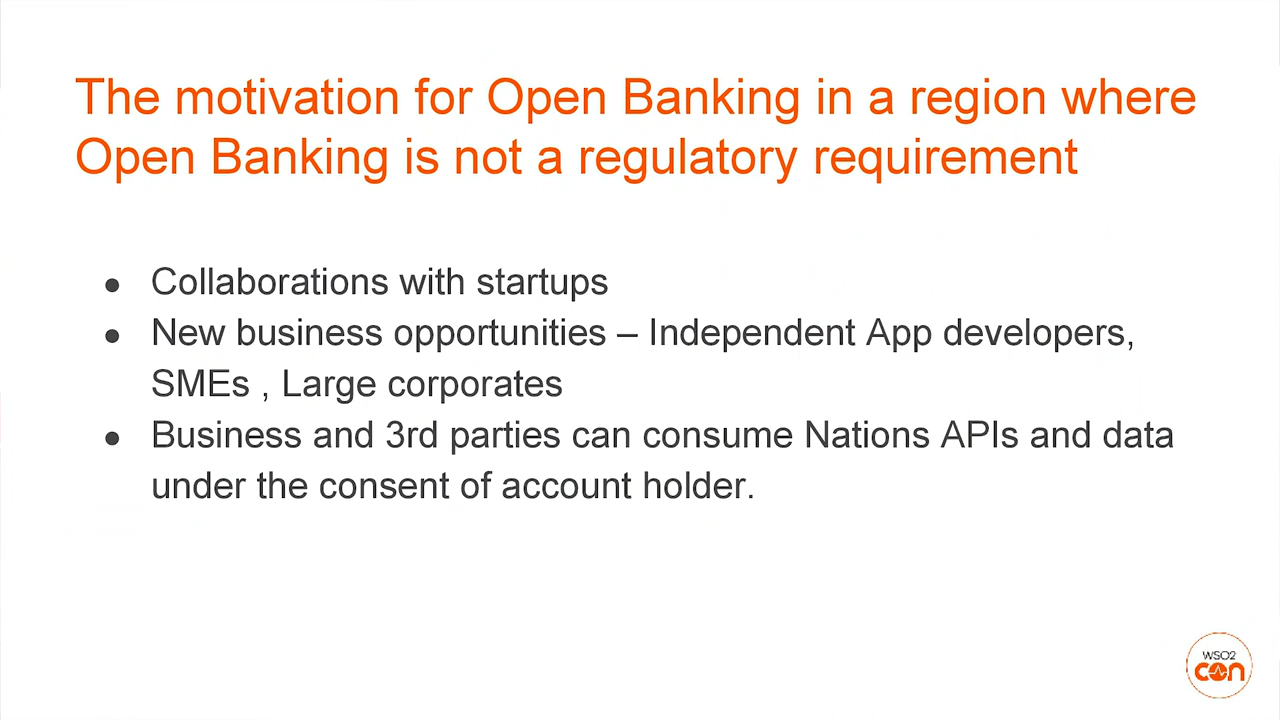 The motivation for Open Banking in a region where
Open Banking is not a regulatory requirement
● Collaborations with startups
● New business opportunities – Independent App developers,
SMEs , Large corporates
● Business and 3rd parties can consume Nations APIs and data
under the consent of account holder.
WSO2
con